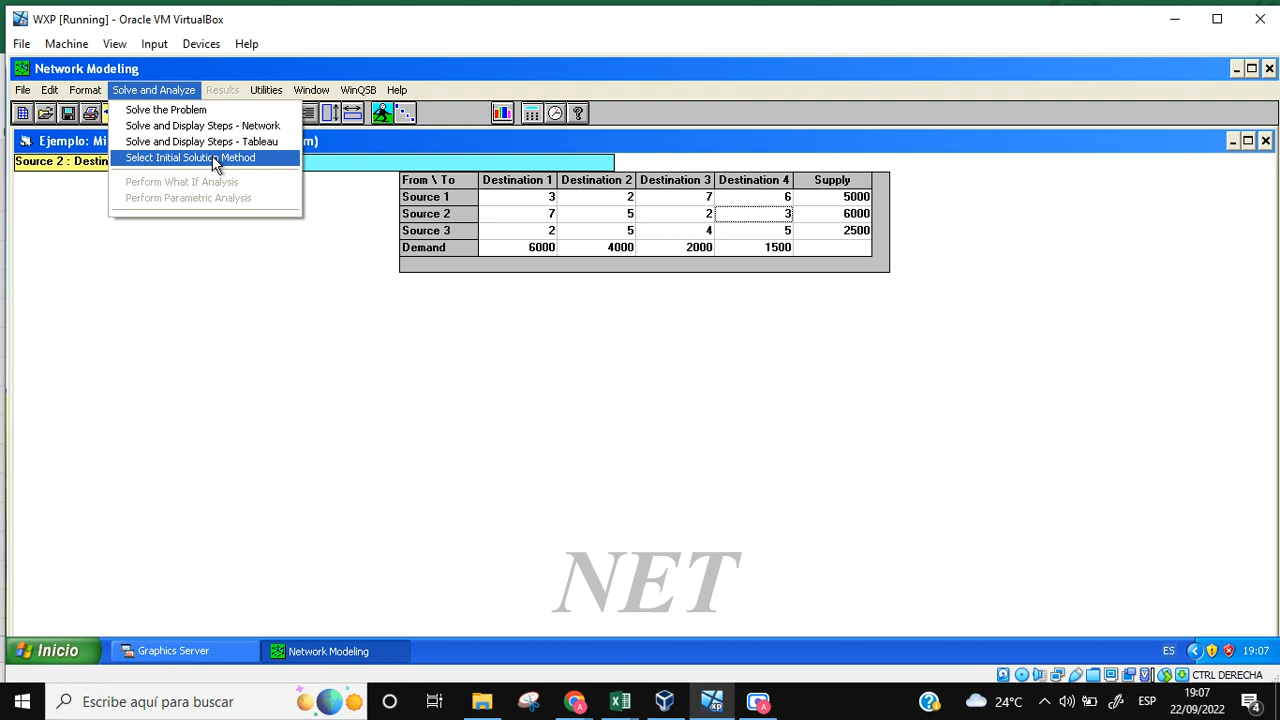 WXP [Running] - Oracle VM VirtualBox
File Machine View Input Devices Help
Network Modeling
File Edit Format Solve and Analyze Results Utilities Window WinQSB Help
Solve the Problem
Solve and Display Steps - Network
Solve and Display Steps - Tableau
Select Initial Solution Method
Perform What If Analysis
Perform Parametric Analysis
Ejemplo: Mi
m)
Source 2 : Destin
From \ To Destination 1 Destination 2 Destination 3 Destination 4 Supply
Source 1 3 2 7 6 5000
Source 2 7 5 2 3 6000
Source 3 2 5 4 5 2500
Demand 6000 4000 2000 1500
NET
Inicio Graphics Server Network Modeling ES 19:07
CTRL DERECHA
Escribe aquí para buscar 24°C ESP 19:07
22/09/2022 4